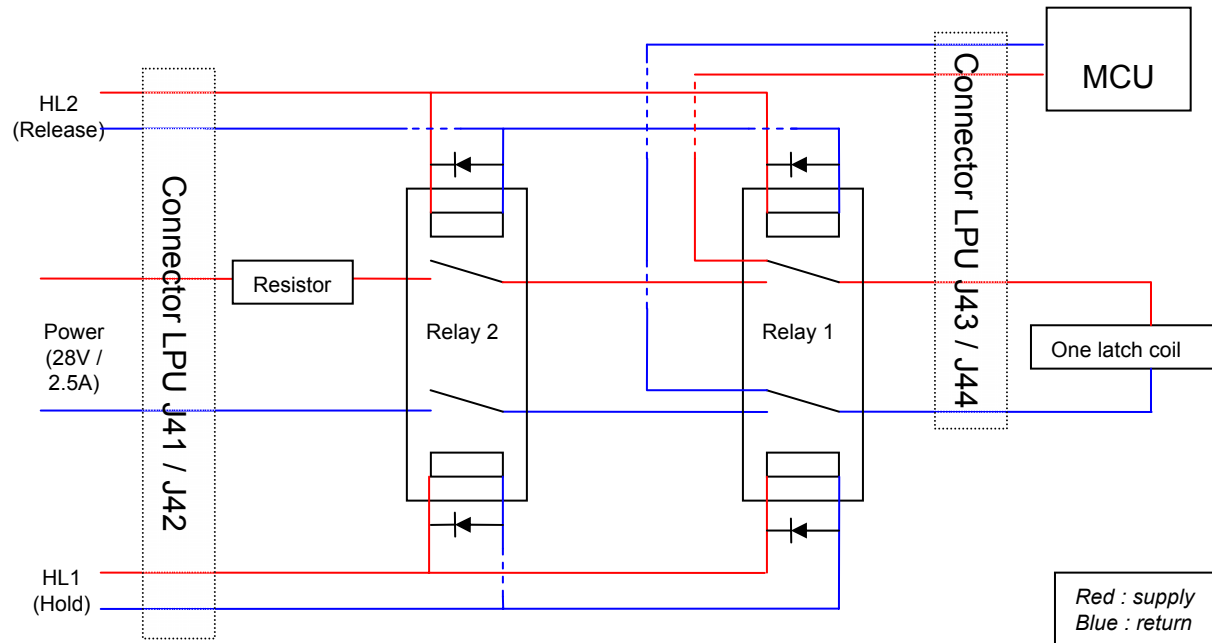 MCU
HL2
(Release)
Connector LPU J41 / J42
Connector LPU J43 / J44
Resistor
Power
(28V /
2.5A)
Relay 2
Relay 1
One latch coil
HL1
(Hold)
Red : supply
Blue : return